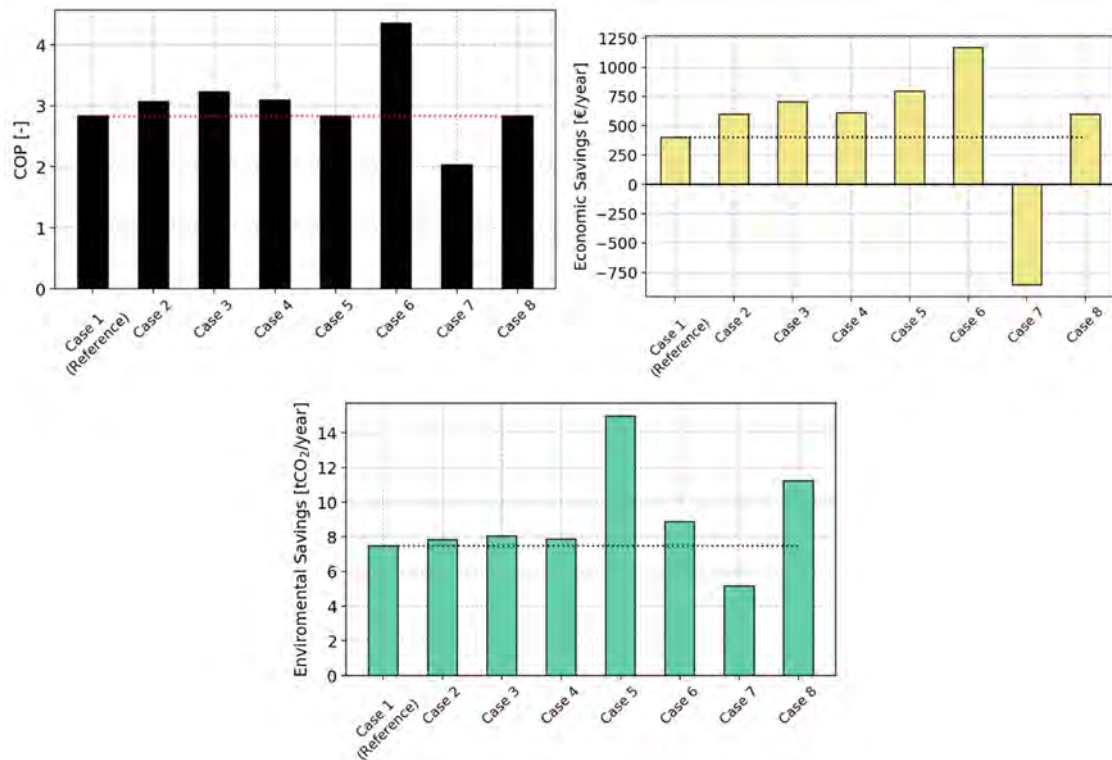 COP [-]
4
3
2
1
0
Case 1
(Reference)
Case 2
Case 3
Case 4
Case 5
Case 6
Case 7
Case 8
Economic Savings [€/year]
1250
1000
750
500
250
0
−250
−500
−750
Case 1
(Reference)
Case 2
Case 3
Case 4
Case 5
Case 6
Case 7
Case 8
Enviromental Savings [tCO₂/year]
14
12
10
8
6
4
2
0
Case 1
(Reference)
Case 2
Case 3
Case 4
Case 5
Case 6
Case 7
Case 8